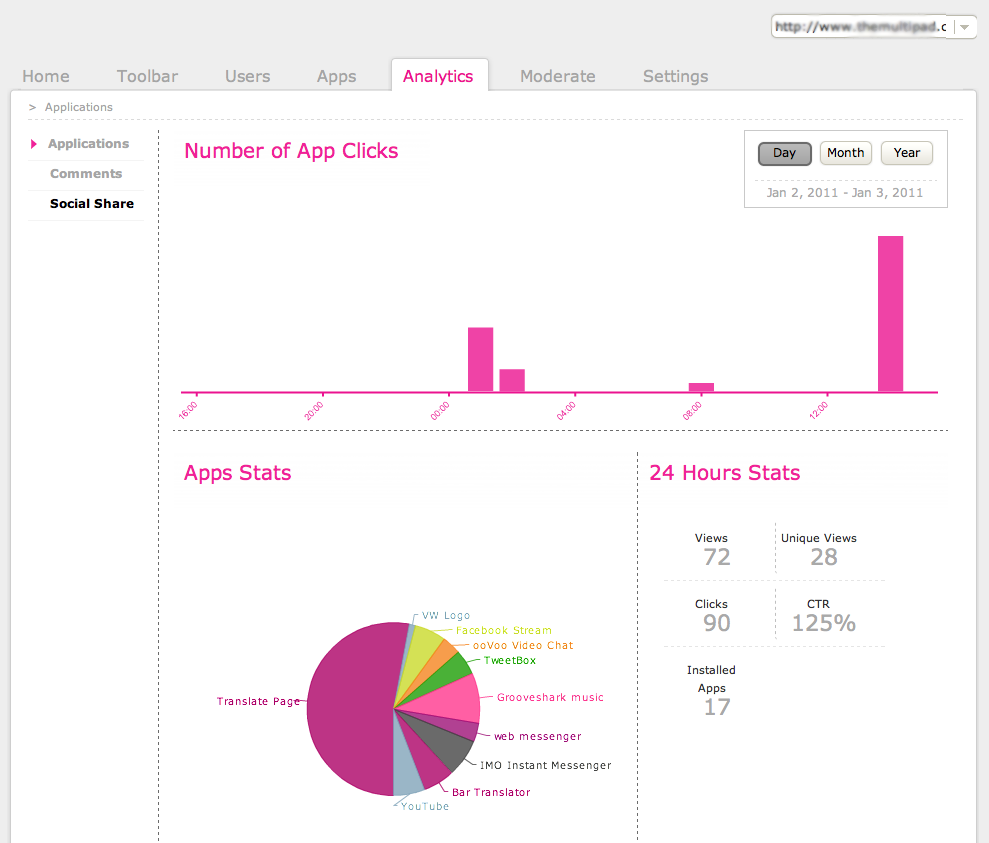 http://www.themultipad.c
Home Toolbar Users Apps Analytics Moderate Settings
> Applications
Applications
Comments
Social Share
Number of App Clicks
Day Month Year
Jan 2, 2011 - Jan 3, 2011
16:00 20:00 00:00 04:00 08:00 12:00
Apps Stats
VW Logo
Facebook Stream
ooVoo Video Chat
TweetBox
Translate Page
Grooveshark music
web messenger
IMO Instant Messenger
Bar Translator
YouTube
24 Hours Stats
Views Unique Views
72 28
Clicks CTR
90 125%
Installed
Apps
17